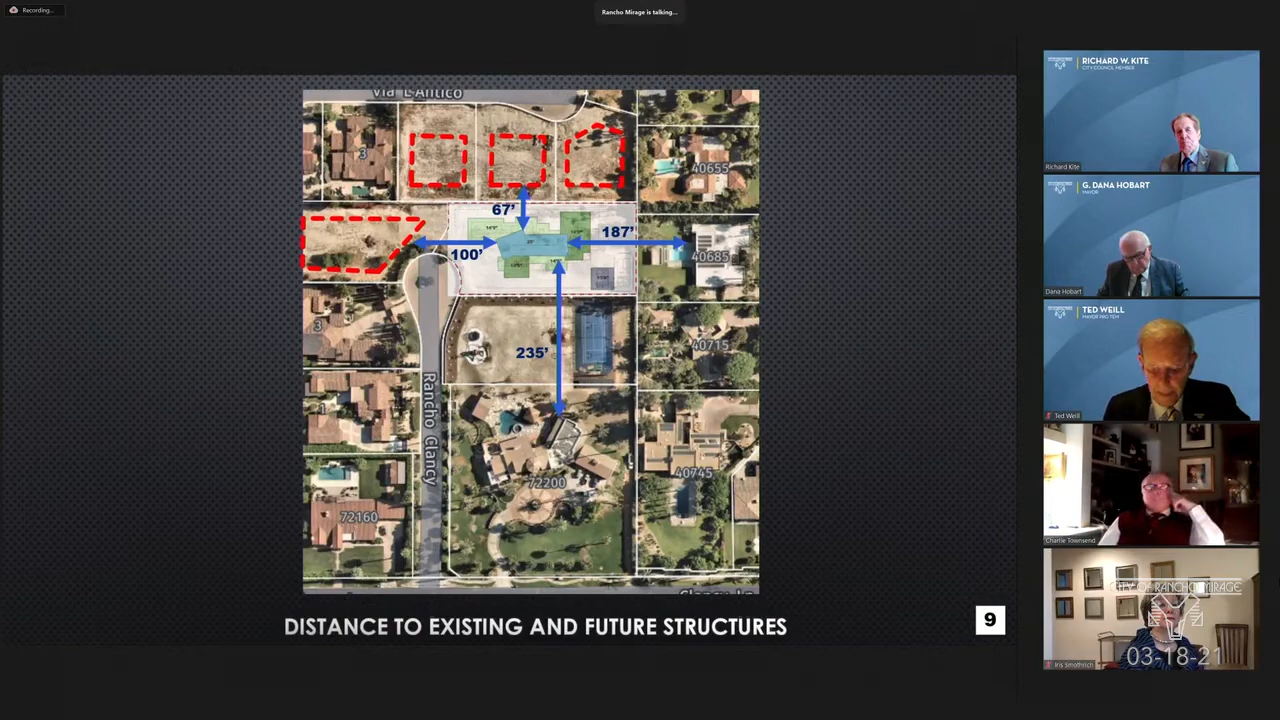 Recording...
Rancho Mirage is talking...
Via L'Antico
3
40655
67'
187'
100'
40685
235'
3
40715
Rancho Clancy
72200
40745
72160
DISTANCE TO EXISTING AND FUTURE STRUCTURES
9
RICHARD W. KITE
CITY COUNCIL MEMBER
Richard Kite
G. DANA HOBART
MAYOR
Dana Hobart
TED WEILL
MAYOR PRO TEM
Ted Weill
Charlie Townsend
CITY OF RANCHO MIRAGE
03-18-21
Iris Smotrich